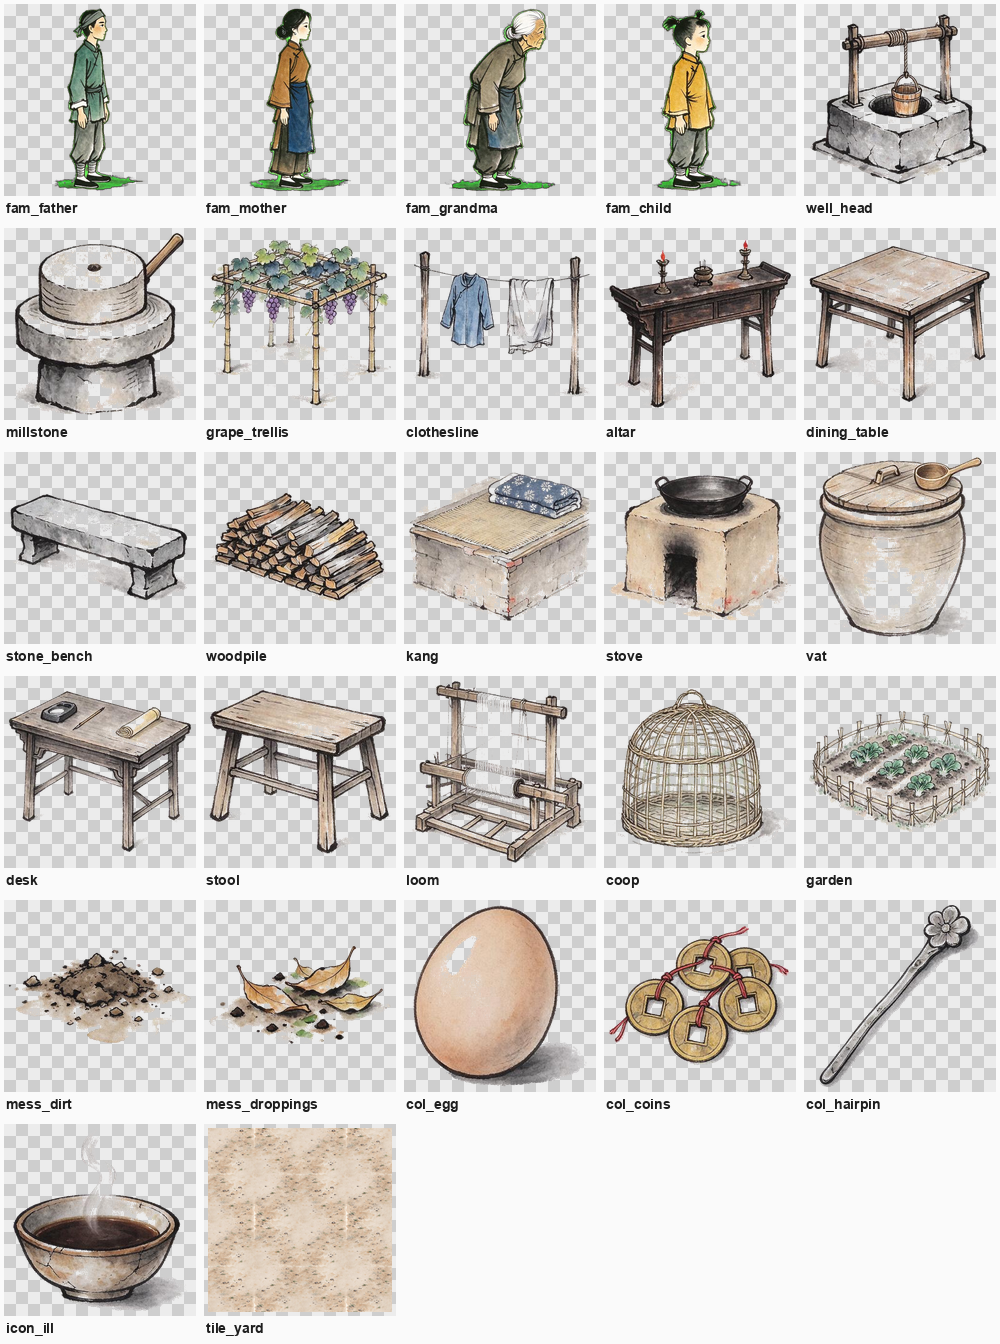 fam_father
fam_mother
fam_grandma
fam_child
well_head
millstone
grape_trellis
clothesline
altar
dining_table
stone_bench
woodpile
kang
stove
vat
desk
stool
loom
coop
garden
mess_dirt
mess_droppings
col_egg
col_coins
col_hairpin
icon_ill
tile_yard